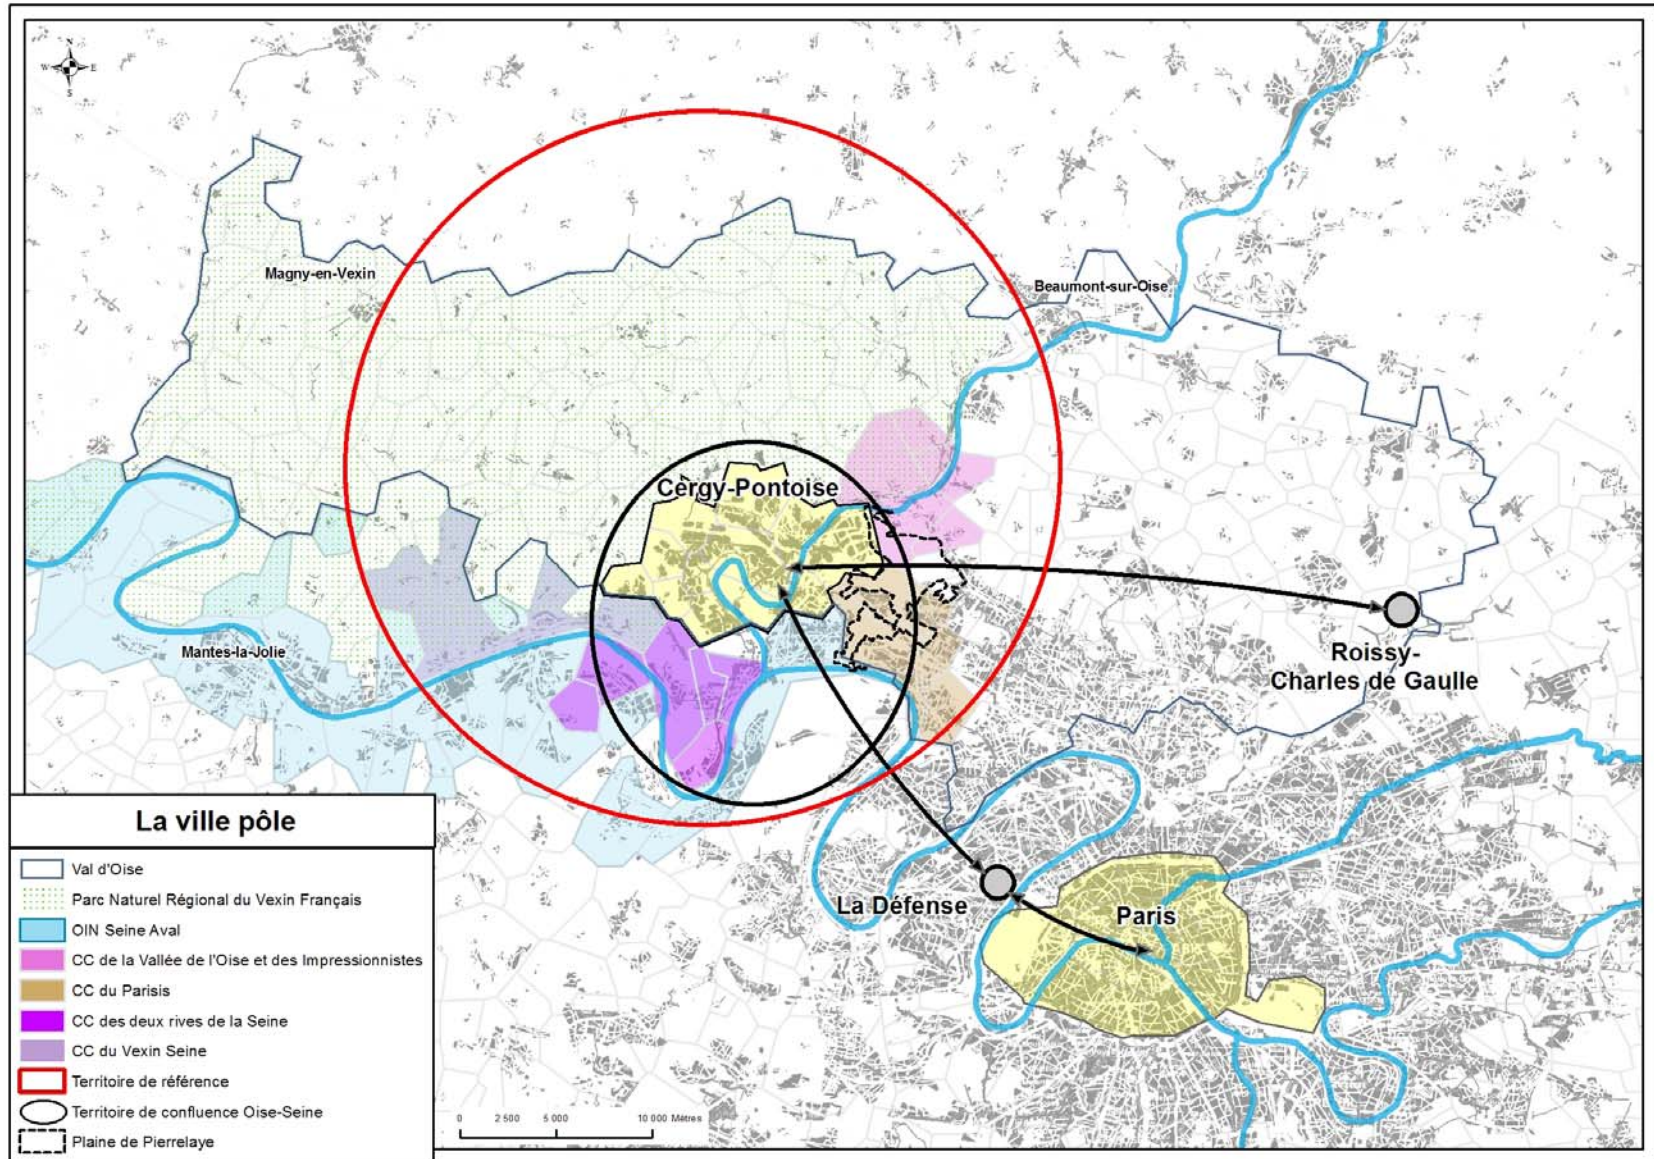 N
W E
S
Magny-en-Vexin
Beaumont-sur-Oise
Cergy-Pontoise
Mantes-la-Jolie
Roissy-
Charles de Gaulle
La Défense
Paris
La ville pôle
Val d'Oise
Parc Naturel Régional du Vexin Français
OIN Seine Aval
CC de la Vallée de l'Oise et des Impressionnistes
CC du Parisis
CC des deux rives de la Seine
CC du Vexin Seine
Territoire de référence
Territoire de confluence Oise-Seine
Plaine de Pierrelaye
0 2 500 5 000 10 000 Mètres